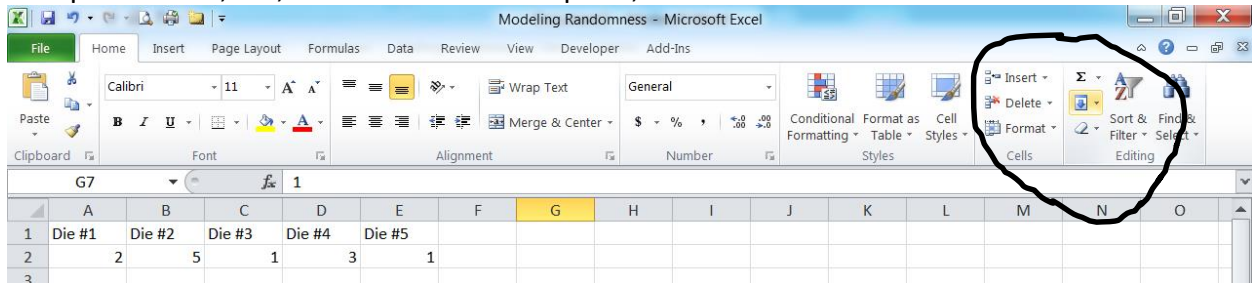 Modeling Randomness - Microsoft Excel
File Home Insert Page Layout Formulas Data Review View Developer Add-Ins
Paste
Calibri 11 A A
B I U A
Wrap Text
Merge & Center
General
$ % , .00 .00
Conditional Formatting
Format as Table
Cell Styles
Insert
Delete
Format
Σ
Sort & Filter
Find & Select
Clipboard Font Alignment Number Styles Cells Editing
G7 fx 1
A B C D E F G H I J K L M N O
1 Die #1 Die #2 Die #3 Die #4 Die #5
2 2 5 1 3 1
3